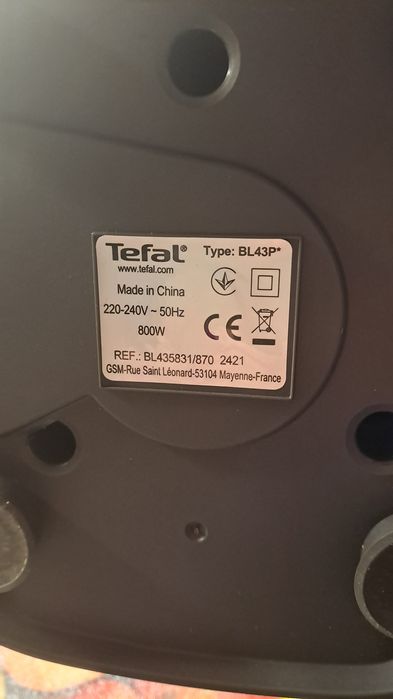 Tefal® Type: BL43P*
www.tefal.com
Made in China
220-240V ~ 50Hz
800W
CE
REF.: BL435831/870 2421
GSM-Rue Saint Léonard-53104 Mayenne-France